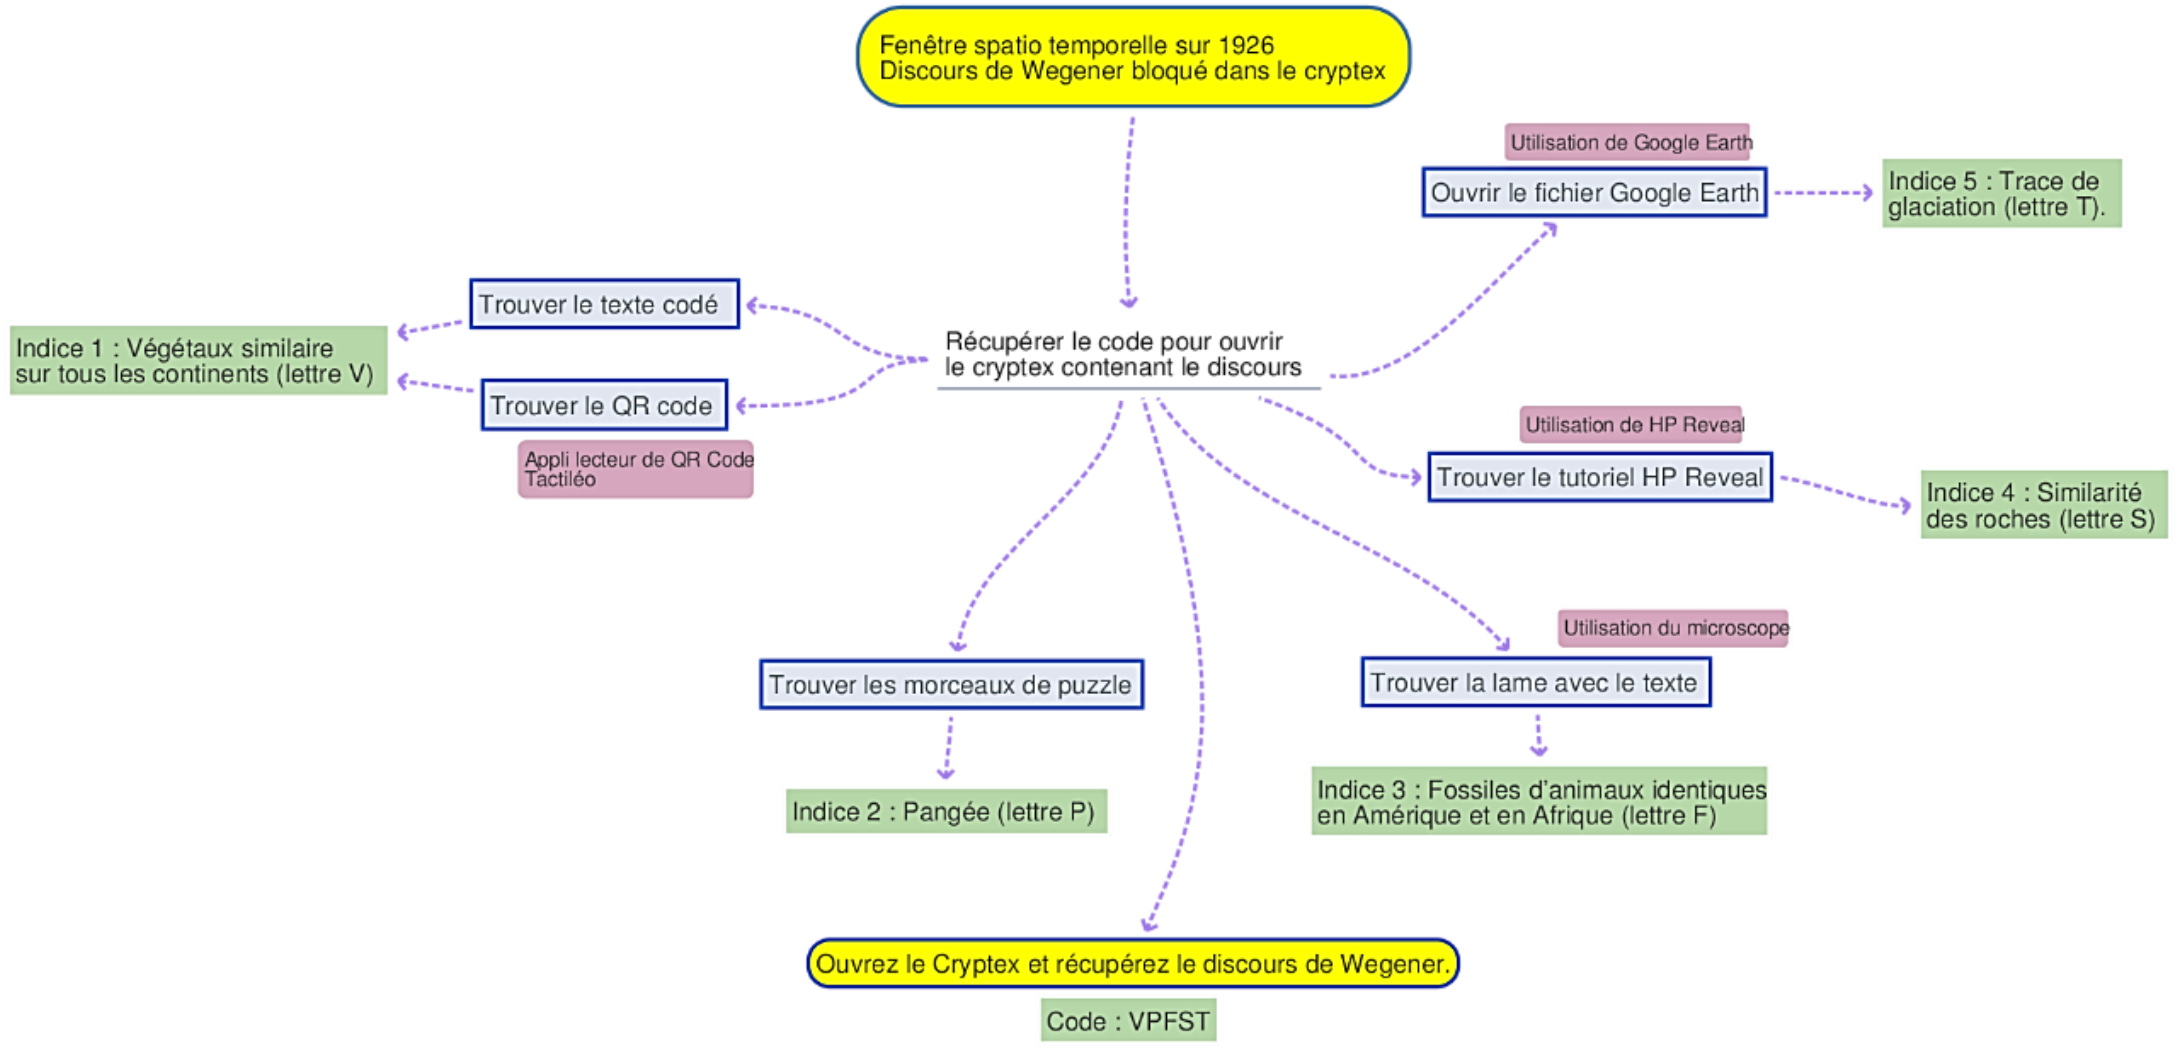 Fenêtre spatio temporelle sur 1926
Discours de Wegener bloqué dans le cryptex
Utilisation de Google Earth
Ouvrir le fichier Google Earth
Indice 5 : Trace de
glaciation (lettre T).
Trouver le texte codé
Indice 1 : Végétaux similaire
sur tous les continents (lettre V)
Récupérer le code pour ouvrir
le cryptex contenant le discours
Trouver le QR code
Appli lecteur de QR Code
Tactiléo
Utilisation de HP Reveal
Trouver le tutoriel HP Reveal
Indice 4 : Similarité
des roches (lettre S)
Utilisation du microscope
Trouver les morceaux de puzzle
Trouver la lame avec le texte
Indice 2 : Pangée (lettre P)
Indice 3 : Fossiles d'animaux identiques
en Amérique et en Afrique (lettre F)
Ouvrez le Cryptex et récupérez le discours de Wegener.
Code : VPFST